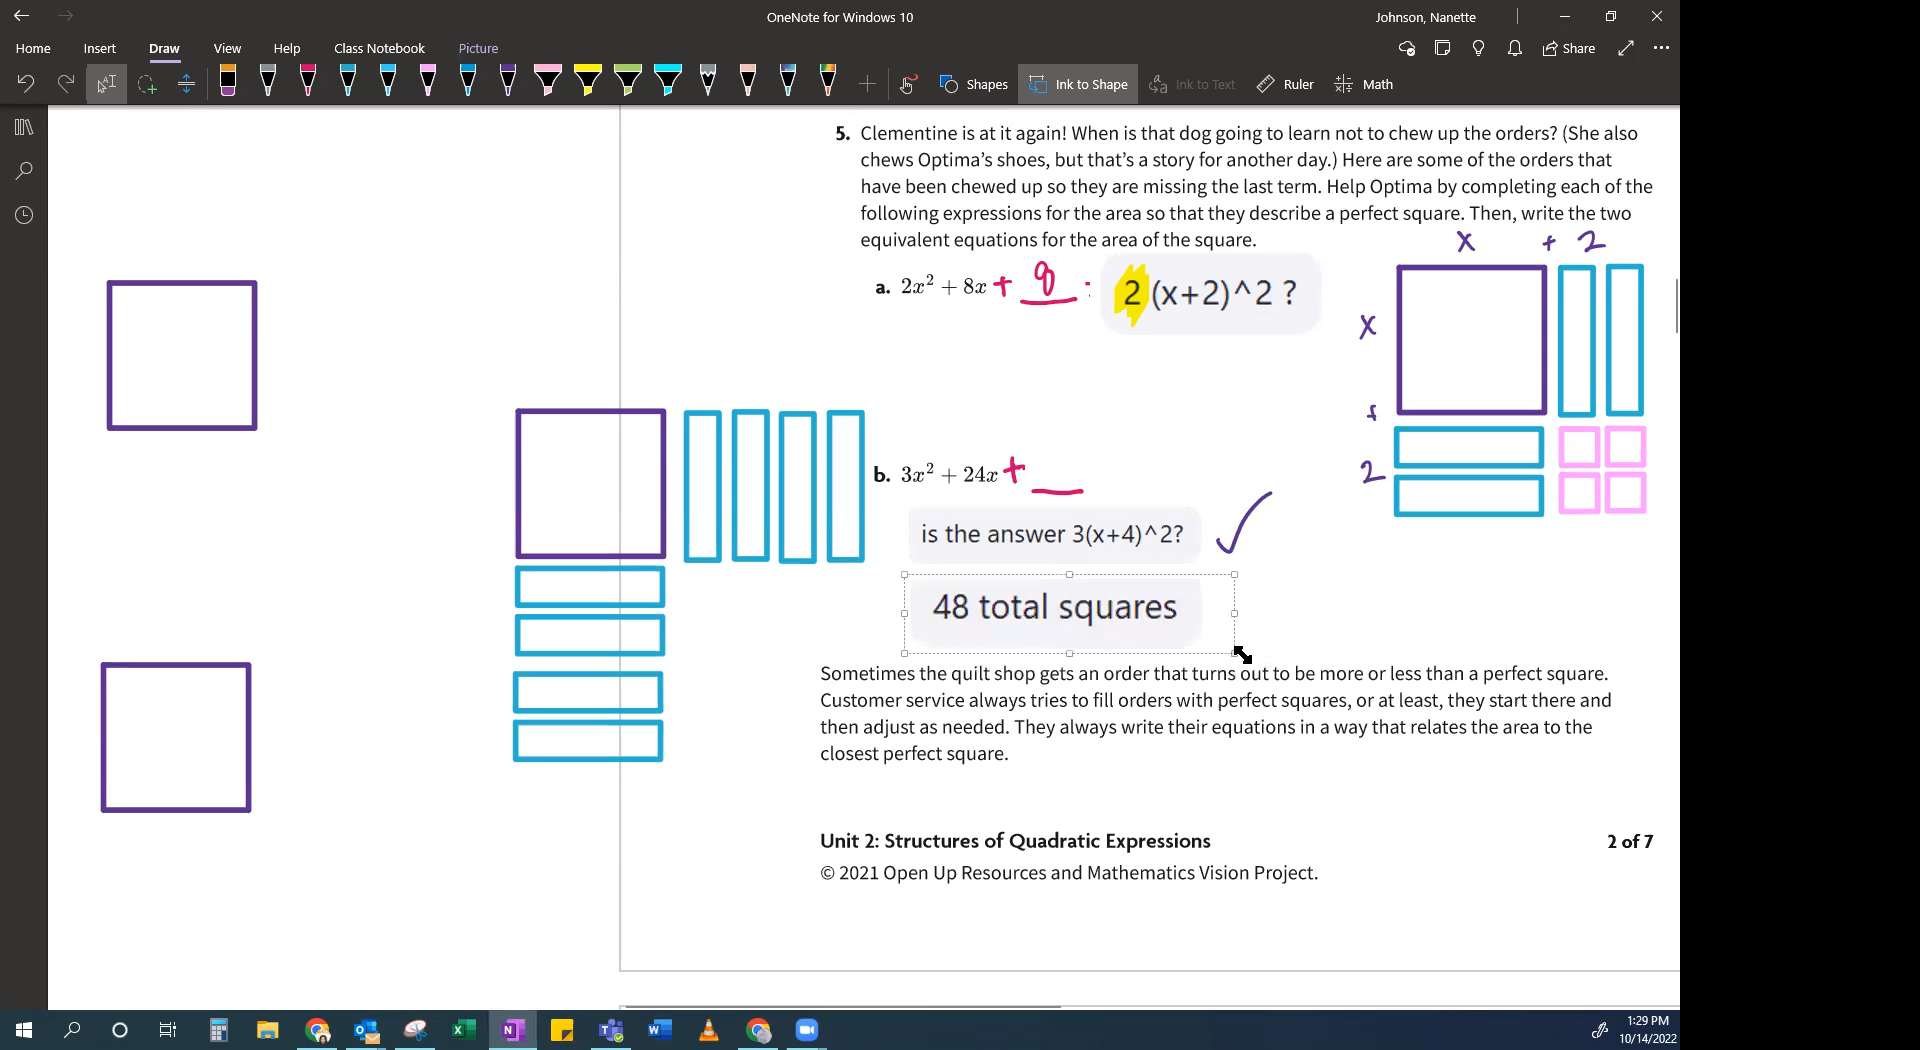 OneNote for Windows 10
Johnson, Nanette
Home Insert Draw View Help Class Notebook Picture
Share
Shapes Ink to Shape Ink to Text Ruler Math
5. Clementine is at it again! When is that dog going to learn not to chew up the orders? (She also
chews Optima's shoes, but that's a story for another day.) Here are some of the orders that
have been chewed up so they are missing the last term. Help Optima by completing each of the
following expressions for the area so that they describe a perfect square. Then, write the two
equivalent equations for the area of the square.
x + 2
a. 2x² + 8x + 8
2(x+2)^2 ?
x
+
2
b. 3x² + 24x + __
is the answer 3(x+4)^2?
48 total squares
Sometimes the quilt shop gets an order that turns out to be more or less than a perfect square.
Customer service always tries to fill orders with perfect squares, or at least, they start there and
then adjust as needed. They always write their equations in a way that relates the area to the
closest perfect square.
Unit 2: Structures of Quadratic Expressions
2 of 7
© 2021 Open Up Resources and Mathematics Vision Project.
1:29 PM
10/14/2022